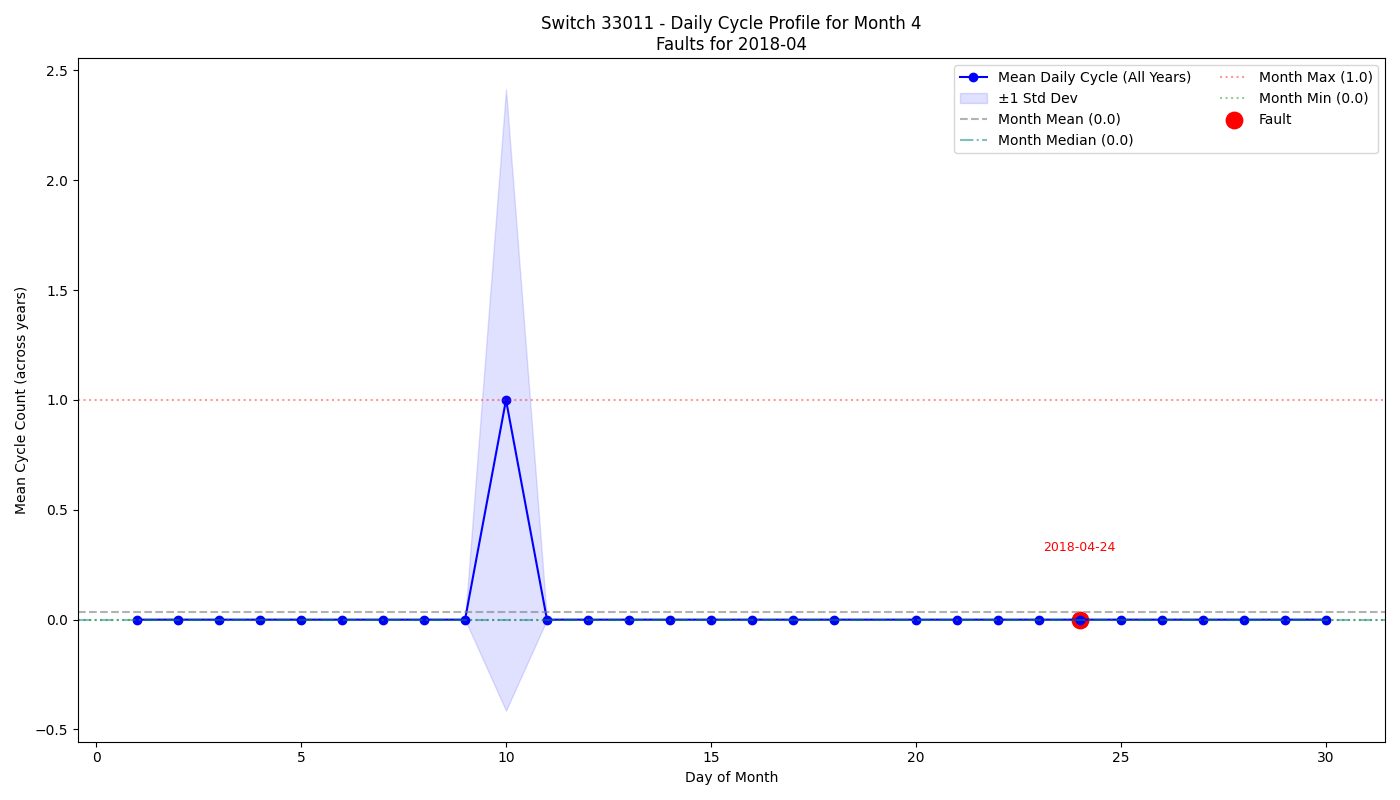 Switch 33011 - Daily Cycle Profile for Month 4
Faults for 2018-04
Mean Cycle Count (across years)
2.5
2.0
1.5
1.0
0.5
0.0
−0.5
Mean Daily Cycle (All Years)
±1 Std Dev
Month Mean (0.0)
Month Median (0.0)
Month Max (1.0)
Month Min (0.0)
Fault
2018-04-24
0
5
10
15
20
25
30
Day of Month